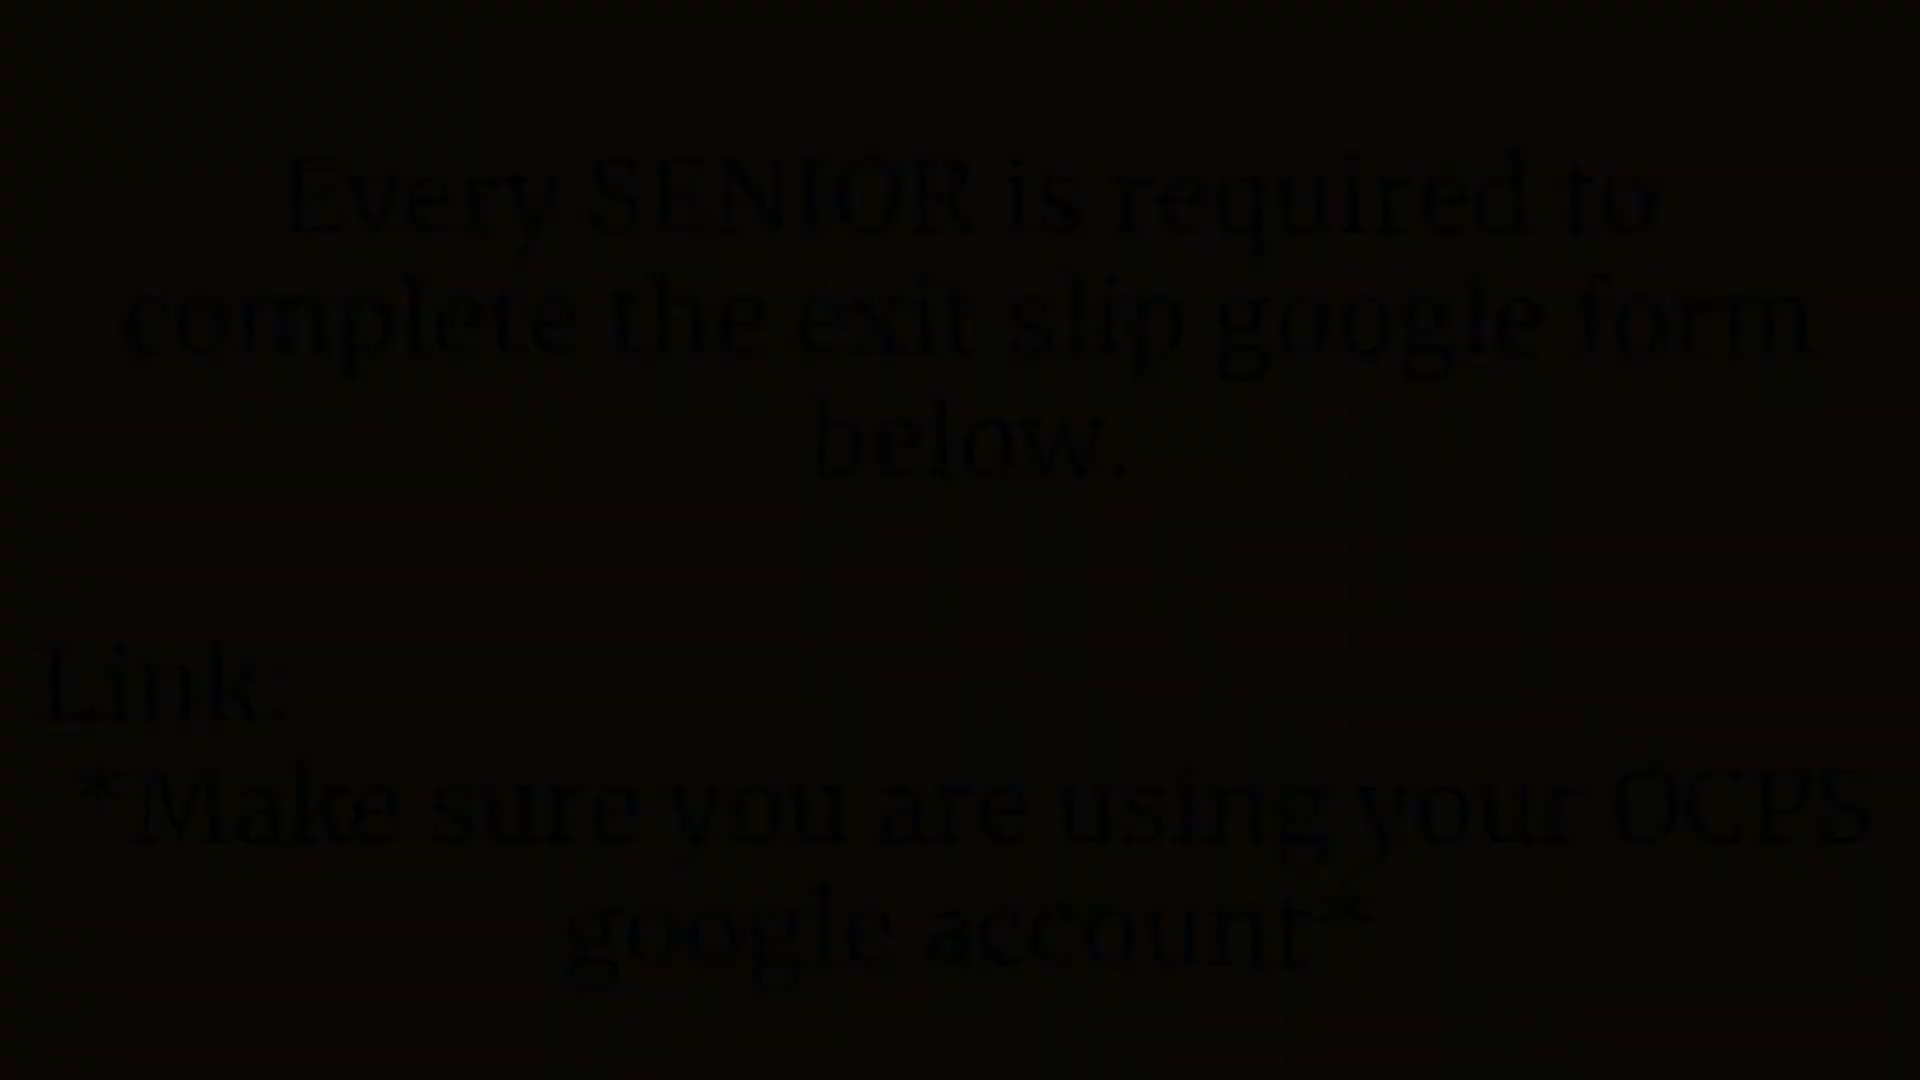 Every SENIOR is required to
complete the exit slip google form
below.
Link:
*Make sure you are using your OCPS
google account*